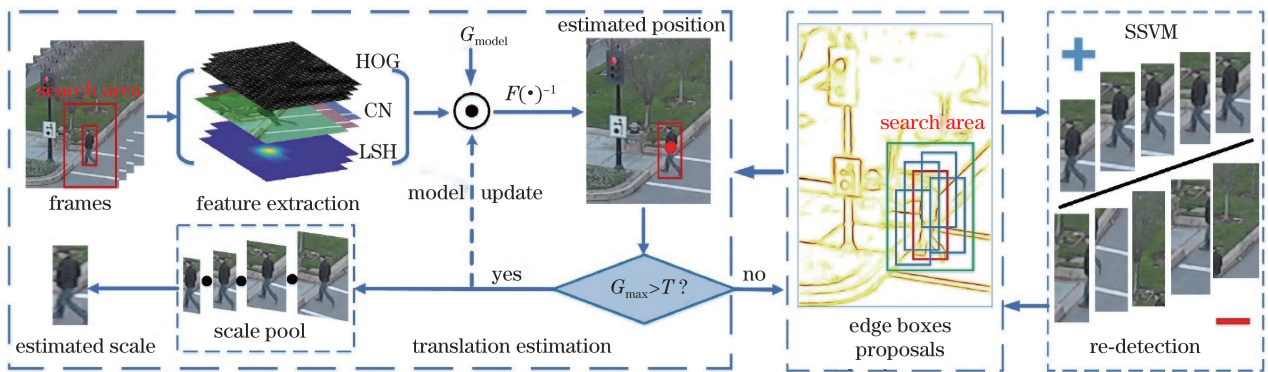 search area
frames
HOG
CN
LSH
feature extraction
G_model
F(•)⁻¹
estimated position
model update
G_max>T?
yes
no
scale pool
estimated scale
translation estimation
search area
edge boxes
proposals
SSVM
re-detection